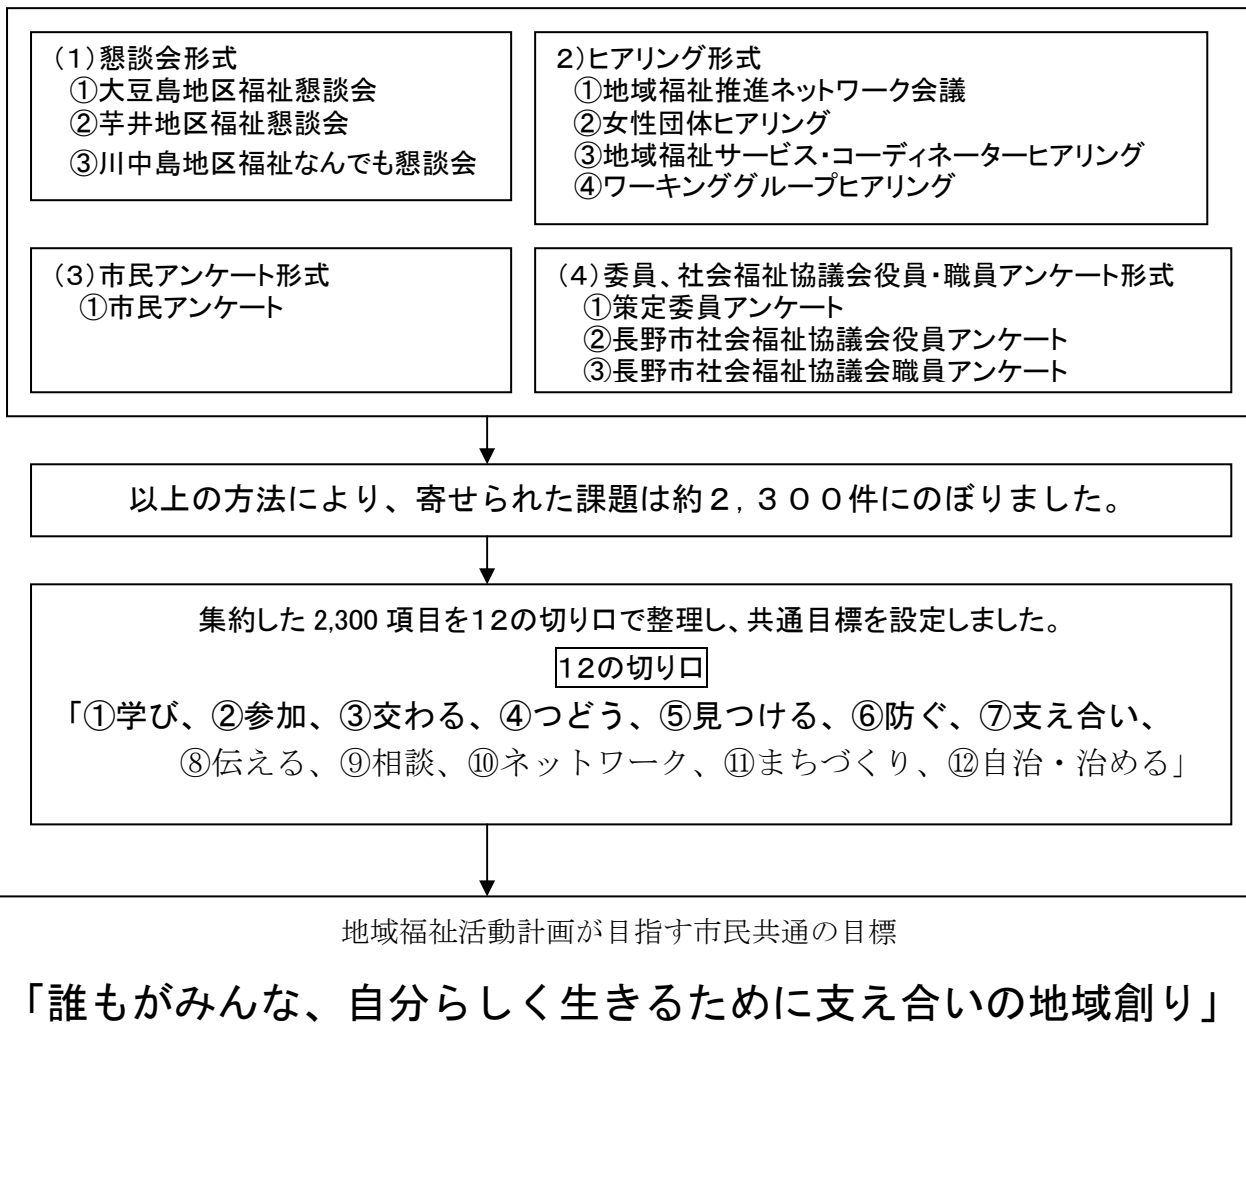 (1)懇談会形式
①大豆島地区福祉懇談会
②芋井地区福祉懇談会
③川中島地区福祉なんでも懇談会
2)ヒアリング形式
①地域福祉推進ネットワーク会議
②女性団体ヒアリング
③地域福祉サービス・コーディネーターヒアリング
④ワーキンググループヒアリング
(3)市民アンケート形式
①市民アンケート
(4)委員、社会福祉協議会役員・職員アンケート形式
①策定委員アンケート
②長野市社会福祉協議会役員アンケート
③長野市社会福祉協議会職員アンケート
以上の方法により、寄せられた課題は約2,300件にのぼりました。
集約した 2,300 項目を12の切り口で整理し、共通目標を設定しました。
12の切り口
「①学び、②参加、③交わる、④つどう、⑤見つける、⑥防ぐ、⑦支え合い、
⑧伝える、⑨相談、⑩ネットワーク、⑪まちづくり、⑫自治・治める」
地域福祉活動計画が目指す市民共通の目標
「誰もがみんな、自分らしく生きるために支え合いの地域創り」